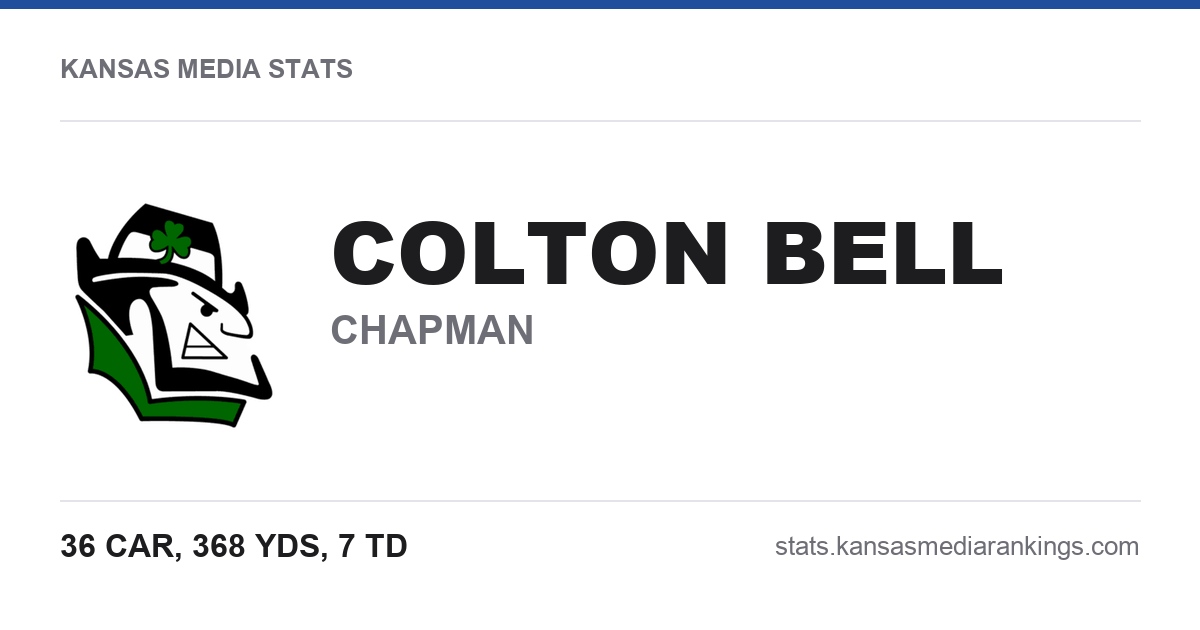 KANSAS MEDIA STATS
COLTON BELL
CHAPMAN
36 CAR, 368 YDS, 7 TD
stats.kansasmediarankings.com